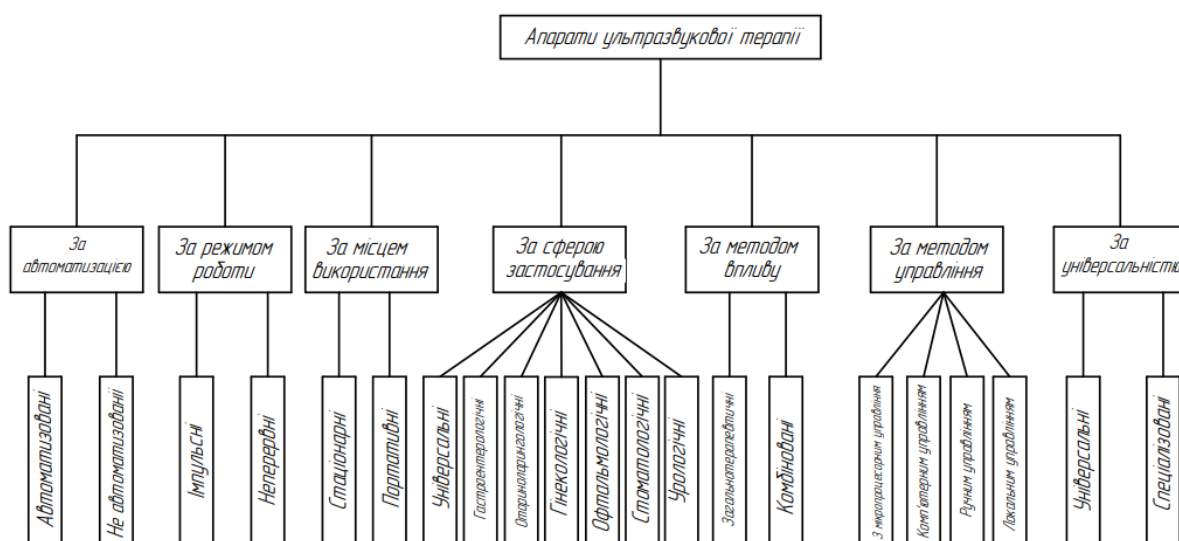 Апарати ультразвукової терапії
За
автоматизацією
За режимом
роботи
За місцем
використання
За сферою
застосування
За методом
впливу
За методом
управління
За
універсальністю
Автоматизовані
Не автоматизованії
Імпульсні
Неперервні
Стаціонарні
Портативні
Універсальні
Гастроентерологічні
Оториноларингологічні
Гінекологічні
Офтальмологічні
Стоматологічні
Урологічні
Загальнотерапевтичні
Комбіновані
З мікропроцесорним управління
Комп'ютерним управлінням
Ручним управлінням
Локальним управлінням
Універсальні
Спеціалізовані